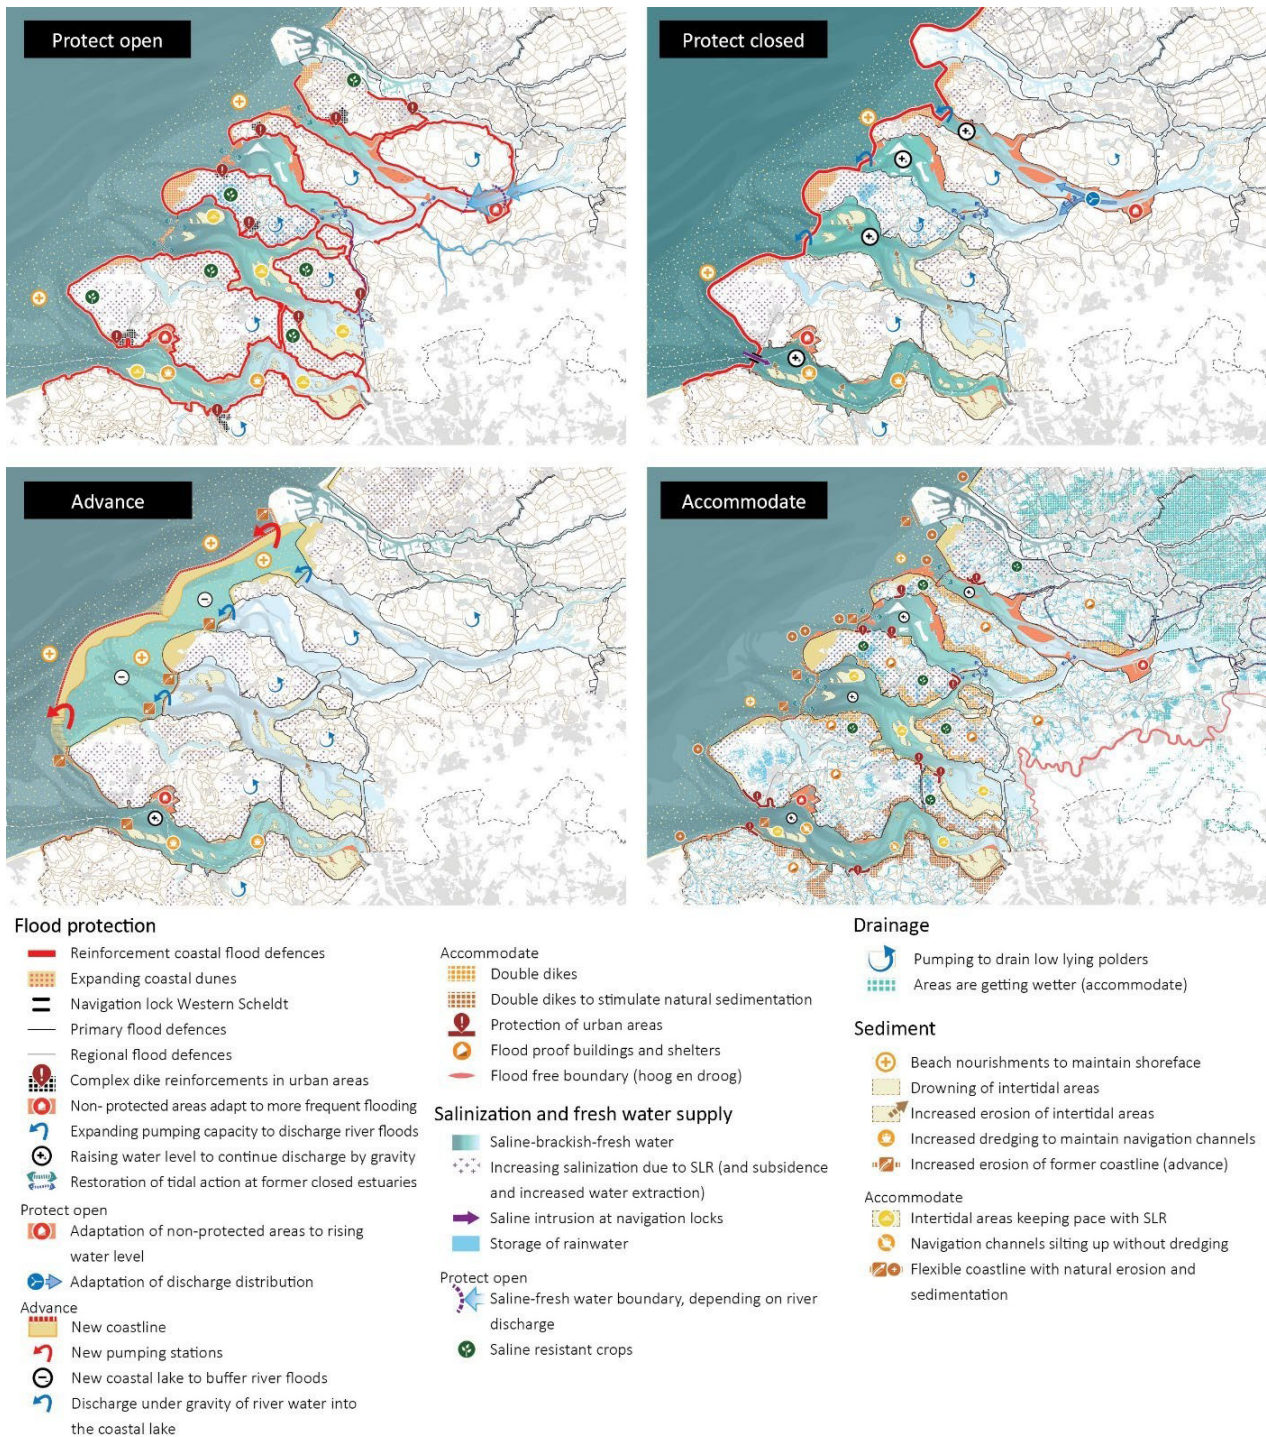 Protect open
Protect closed
Advance
Accommodate
Flood protection
Reinforcement coastal flood defences
Expanding coastal dunes
Navigation lock Western Scheldt
Primary flood defences
Regional flood defences
Complex dike reinforcements in urban areas
Non- protected areas adapt to more frequent flooding
Expanding pumping capacity to discharge river floods
Raising water level to continue discharge by gravity
Restoration of tidal action at former closed estuaries
Protect open
Adaptation of non-protected areas to rising
water level
Adaptation of discharge distribution
Advance
New coastline
New pumping stations
New coastal lake to buffer river floods
Discharge under gravity of river water into
the coastal lake
Accommodate
Double dikes
Double dikes to stimulate natural sedimentation
Protection of urban areas
Flood proof buildings and shelters
Flood free boundary (hoog en droog)
Salinization and fresh water supply
Saline-brackish-fresh water
Increasing salinization due to SLR (and subsidence
and increased water extraction)
Saline intrusion at navigation locks
Storage of rainwater
Protect open
Saline-fresh water boundary, depending on river
discharge
Saline resistant crops
Drainage
Pumping to drain low lying polders
Areas are getting wetter (accommodate)
Sediment
Beach nourishments to maintain shoreface
Drowning of intertidal areas
Increased erosion of intertidal areas
Increased dredging to maintain navigation channels
Increased erosion of former coastline (advance)
Accommodate
Intertidal areas keeping pace with SLR
Navigation channels silting up without dredging
Flexible coastline with natural erosion and
sedimentation